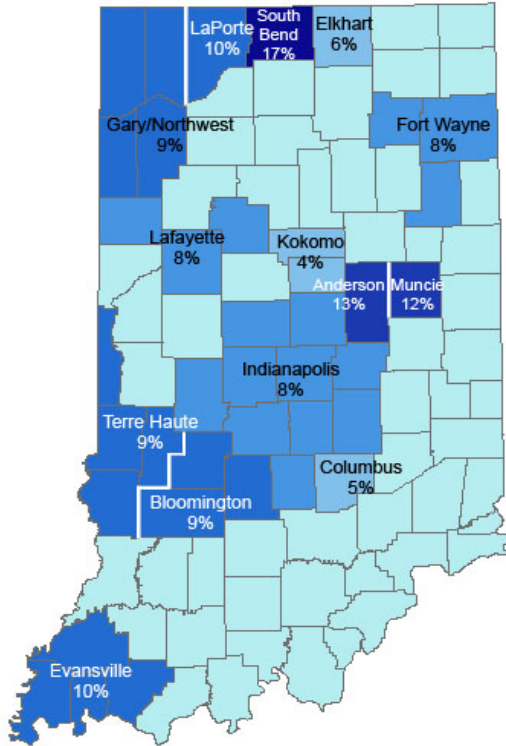 South
Bend
17%
LaPorte
10%
Elkhart
6%
Gary/Northwest
9%
Fort Wayne
8%
Lafayette
8%
Kokomo
4%
Anderson
13%
Muncie
12%
Indianapolis
8%
Terre Haute
9%
Columbus
5%
Bloomington
9%
Evansville
10%